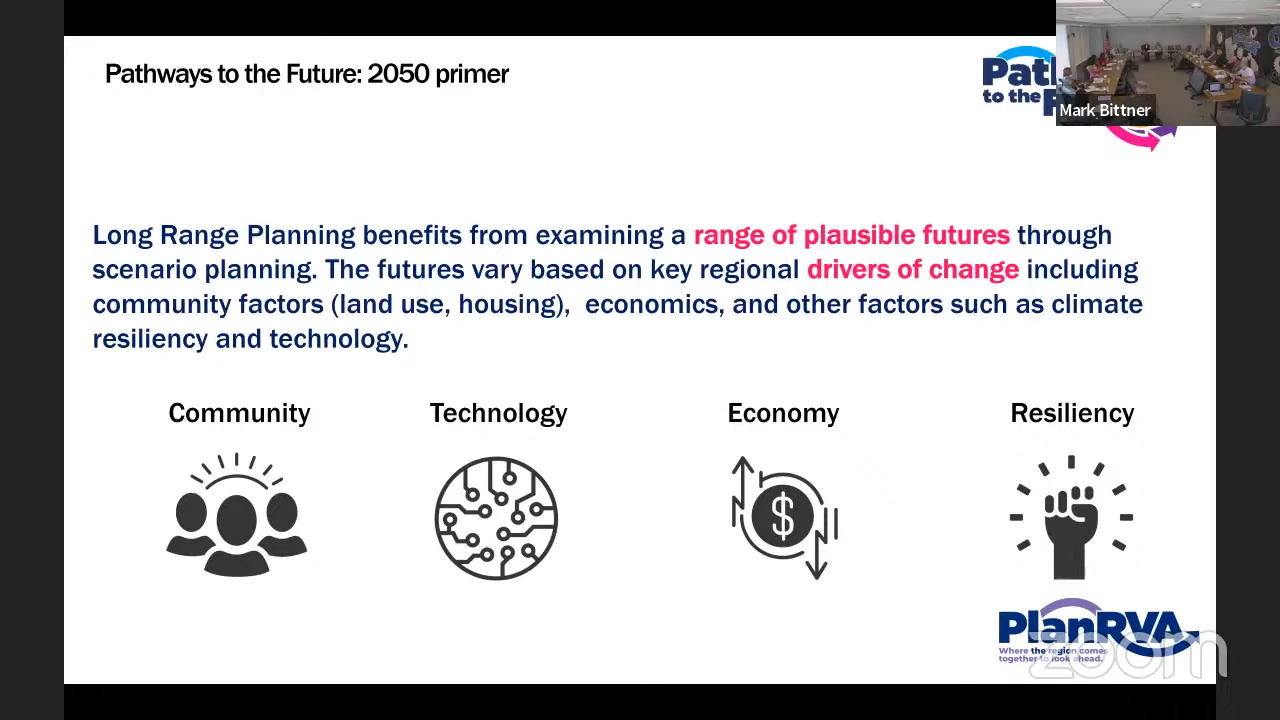 Pathways to the Future: 2050 primer
Path
to the F
Mark Bittner
Long Range Planning benefits from examining a range of plausible futures through
scenario planning. The futures vary based on key regional drivers of change including
community factors (land use, housing),  economics, and other factors such as climate
resiliency and technology.
Community Technology Economy Resiliency
$
PlanRVA
Where the region comes
together to look ahead.
zoom